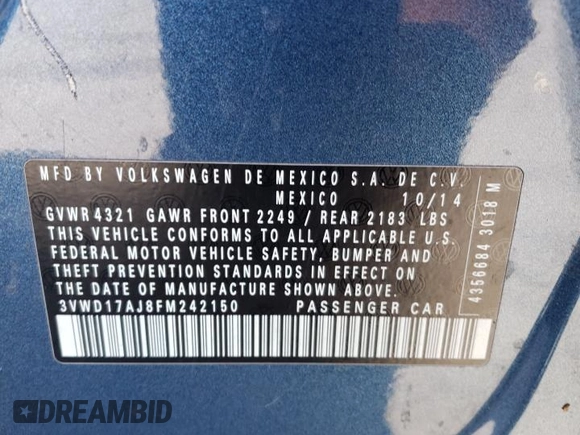 MFD BY VOLKSWAGEN DE MEXICO S.A. DE C.V.
MEXICO 10/14
GVWR 4321 GAWR FRONT 2249 / REAR 2183 LBS
THIS VEHICLE CONFORMS TO ALL APPLICABLE U.S.
FEDERAL MOTOR VEHICLE SAFETY, BUMPER AND
THEFT PREVENTION STANDARDS IN EFFECT ON
THE DATE OF MANUFACTURE SHOWN ABOVE.
3VWD17AJ8FM242150 PASSENGER CAR
4356684 3018 M
DREAMBID